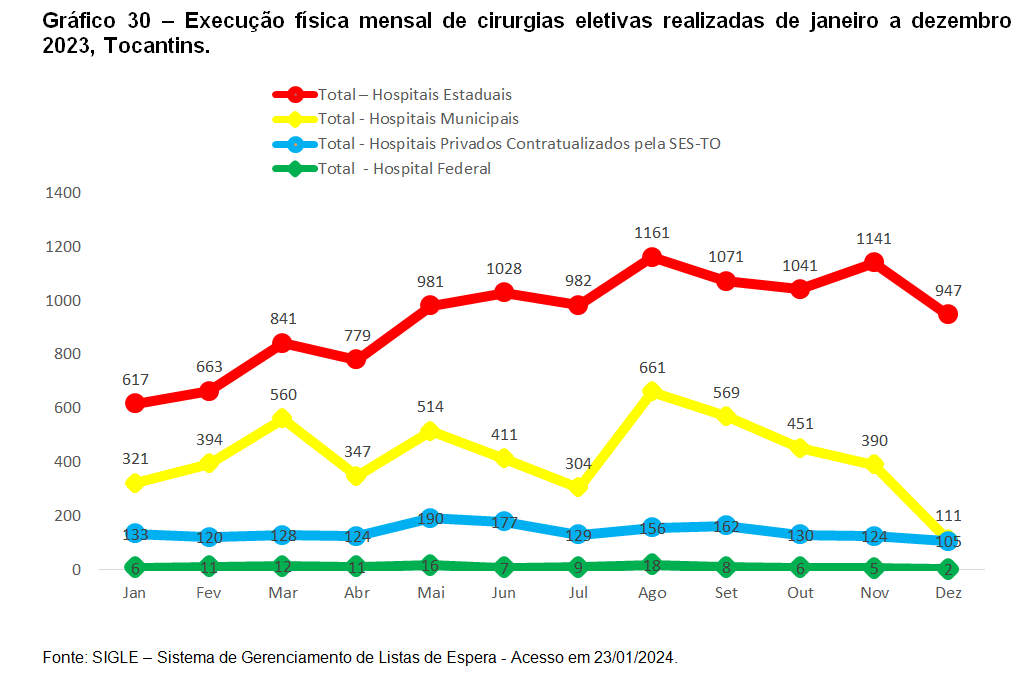 Gráfico 30 – Execução física mensal de cirurgias eletivas realizadas de janeiro a dezembro
2023, Tocantins.
Total – Hospitais Estaduais
Total - Hospitais Municipais
Total - Hospitais Privados Contratualizados pela SES-TO
Total  - Hospital Federal
1400
1200
1000
800
600
400
200
0
617 663 841 779 981 1028 982 1161 1071 1041 1141 947
321 394 560 347 514 411 304 661 569 451 390 111
133 120 128 124 190 177 129 156 162 130 124 105
6 11 12 11 16 7 9 18 8 6 5 2
Jan Fev Mar Abr Mai Jun Jul Ago Set Out Nov Dez
Fonte: SIGLE – Sistema de Gerenciamento de Listas de Espera - Acesso em 23/01/2024.